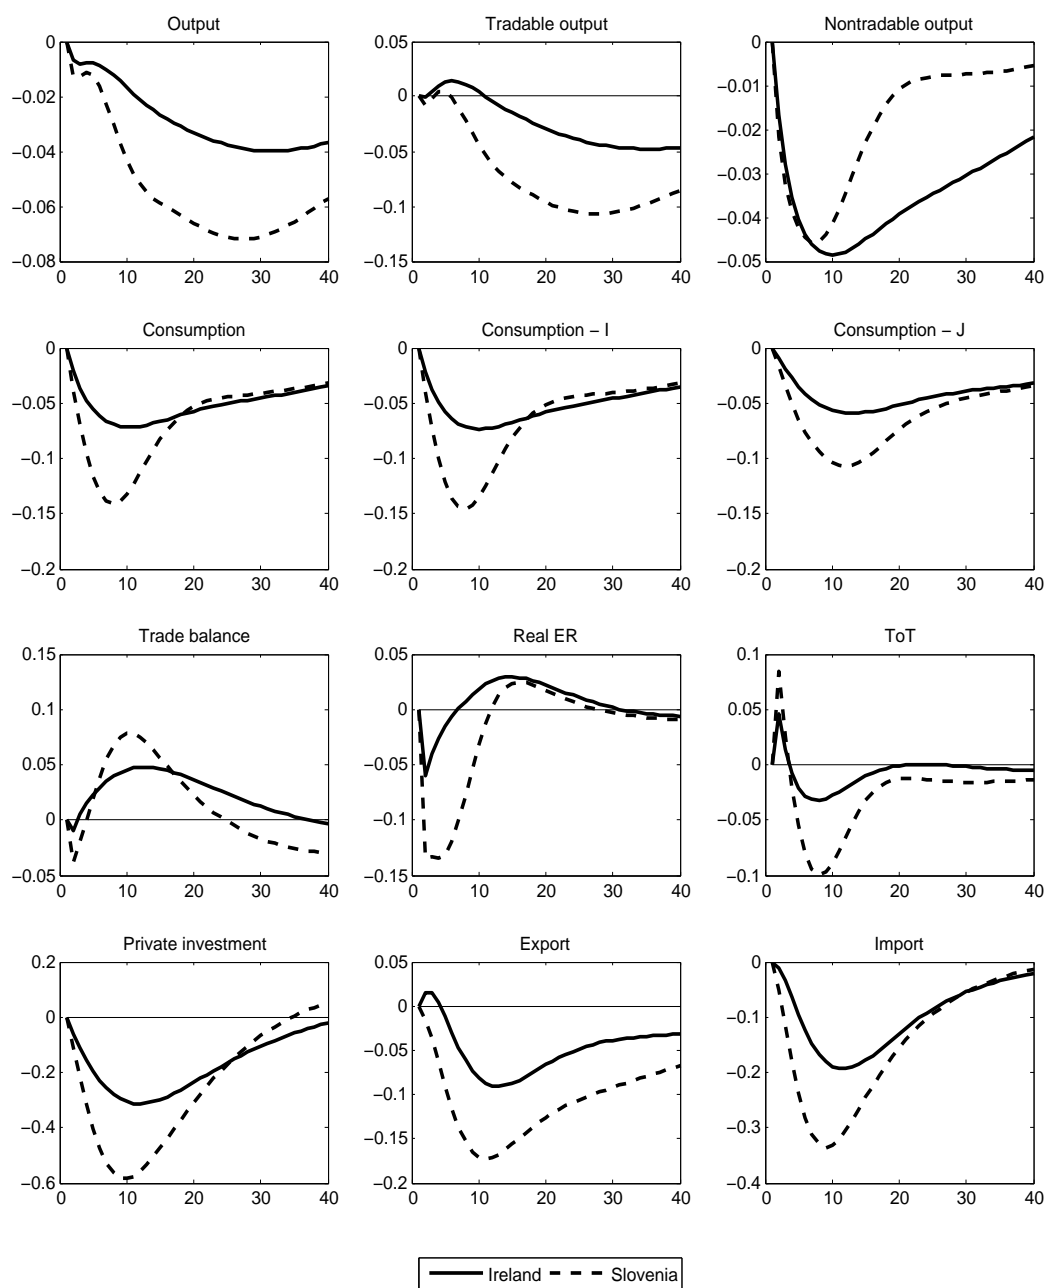 Output Tradable output Nontradable output
0 0.05 0
−0.02 0 −0.01
−0.04 −0.05 −0.02
−0.06 −0.1 −0.03
−0.08 −0.15 −0.04
−0.05
0 10 20 30 40 0 10 20 30 40 0 10 20 30 40
Consumption Consumption − I Consumption − J
0 0 0
−0.05 −0.05 −0.05
−0.1 −0.1 −0.1
−0.15 −0.15 −0.15
−0.2 −0.2 −0.2
0 10 20 30 40 0 10 20 30 40 0 10 20 30 40
Trade balance Real ER ToT
0.15 0.05 0.1
0.1 0 0.05
0.05 −0.05 0
0 −0.1 −0.05
−0.05 −0.15 −0.1
0 10 20 30 40 0 10 20 30 40 0 10 20 30 40
Private investment Export Import
0.2 0.05 0
0 0 −0.1
−0.2 −0.05 −0.2
−0.4 −0.1 −0.3
−0.6 −0.15 −0.4
−0.2
0 10 20 30 40 0 10 20 30 40 0 10 20 30 40
Ireland Slovenia